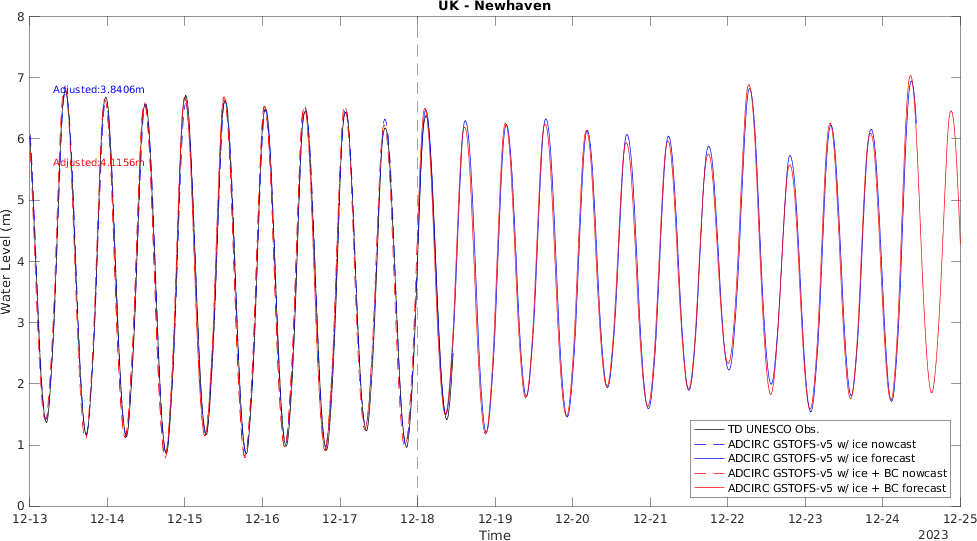 UK - Newhaven
8
7
6
5
4
3
2
1
0
Water Level (m)
Adjusted:3.8406m
Adjusted:4.1156m
TD UNESCO Obs.
ADCIRC GSTOFS-v5 w/ ice nowcast
ADCIRC GSTOFS-v5 w/ ice forecast
ADCIRC GSTOFS-v5 w/ ice + BC nowcast
ADCIRC GSTOFS-v5 w/ ice + BC forecast
12-13 12-14 12-15 12-16 12-17 12-18 12-19 12-20 12-21 12-22 12-23 12-24 12-25
Time
2023